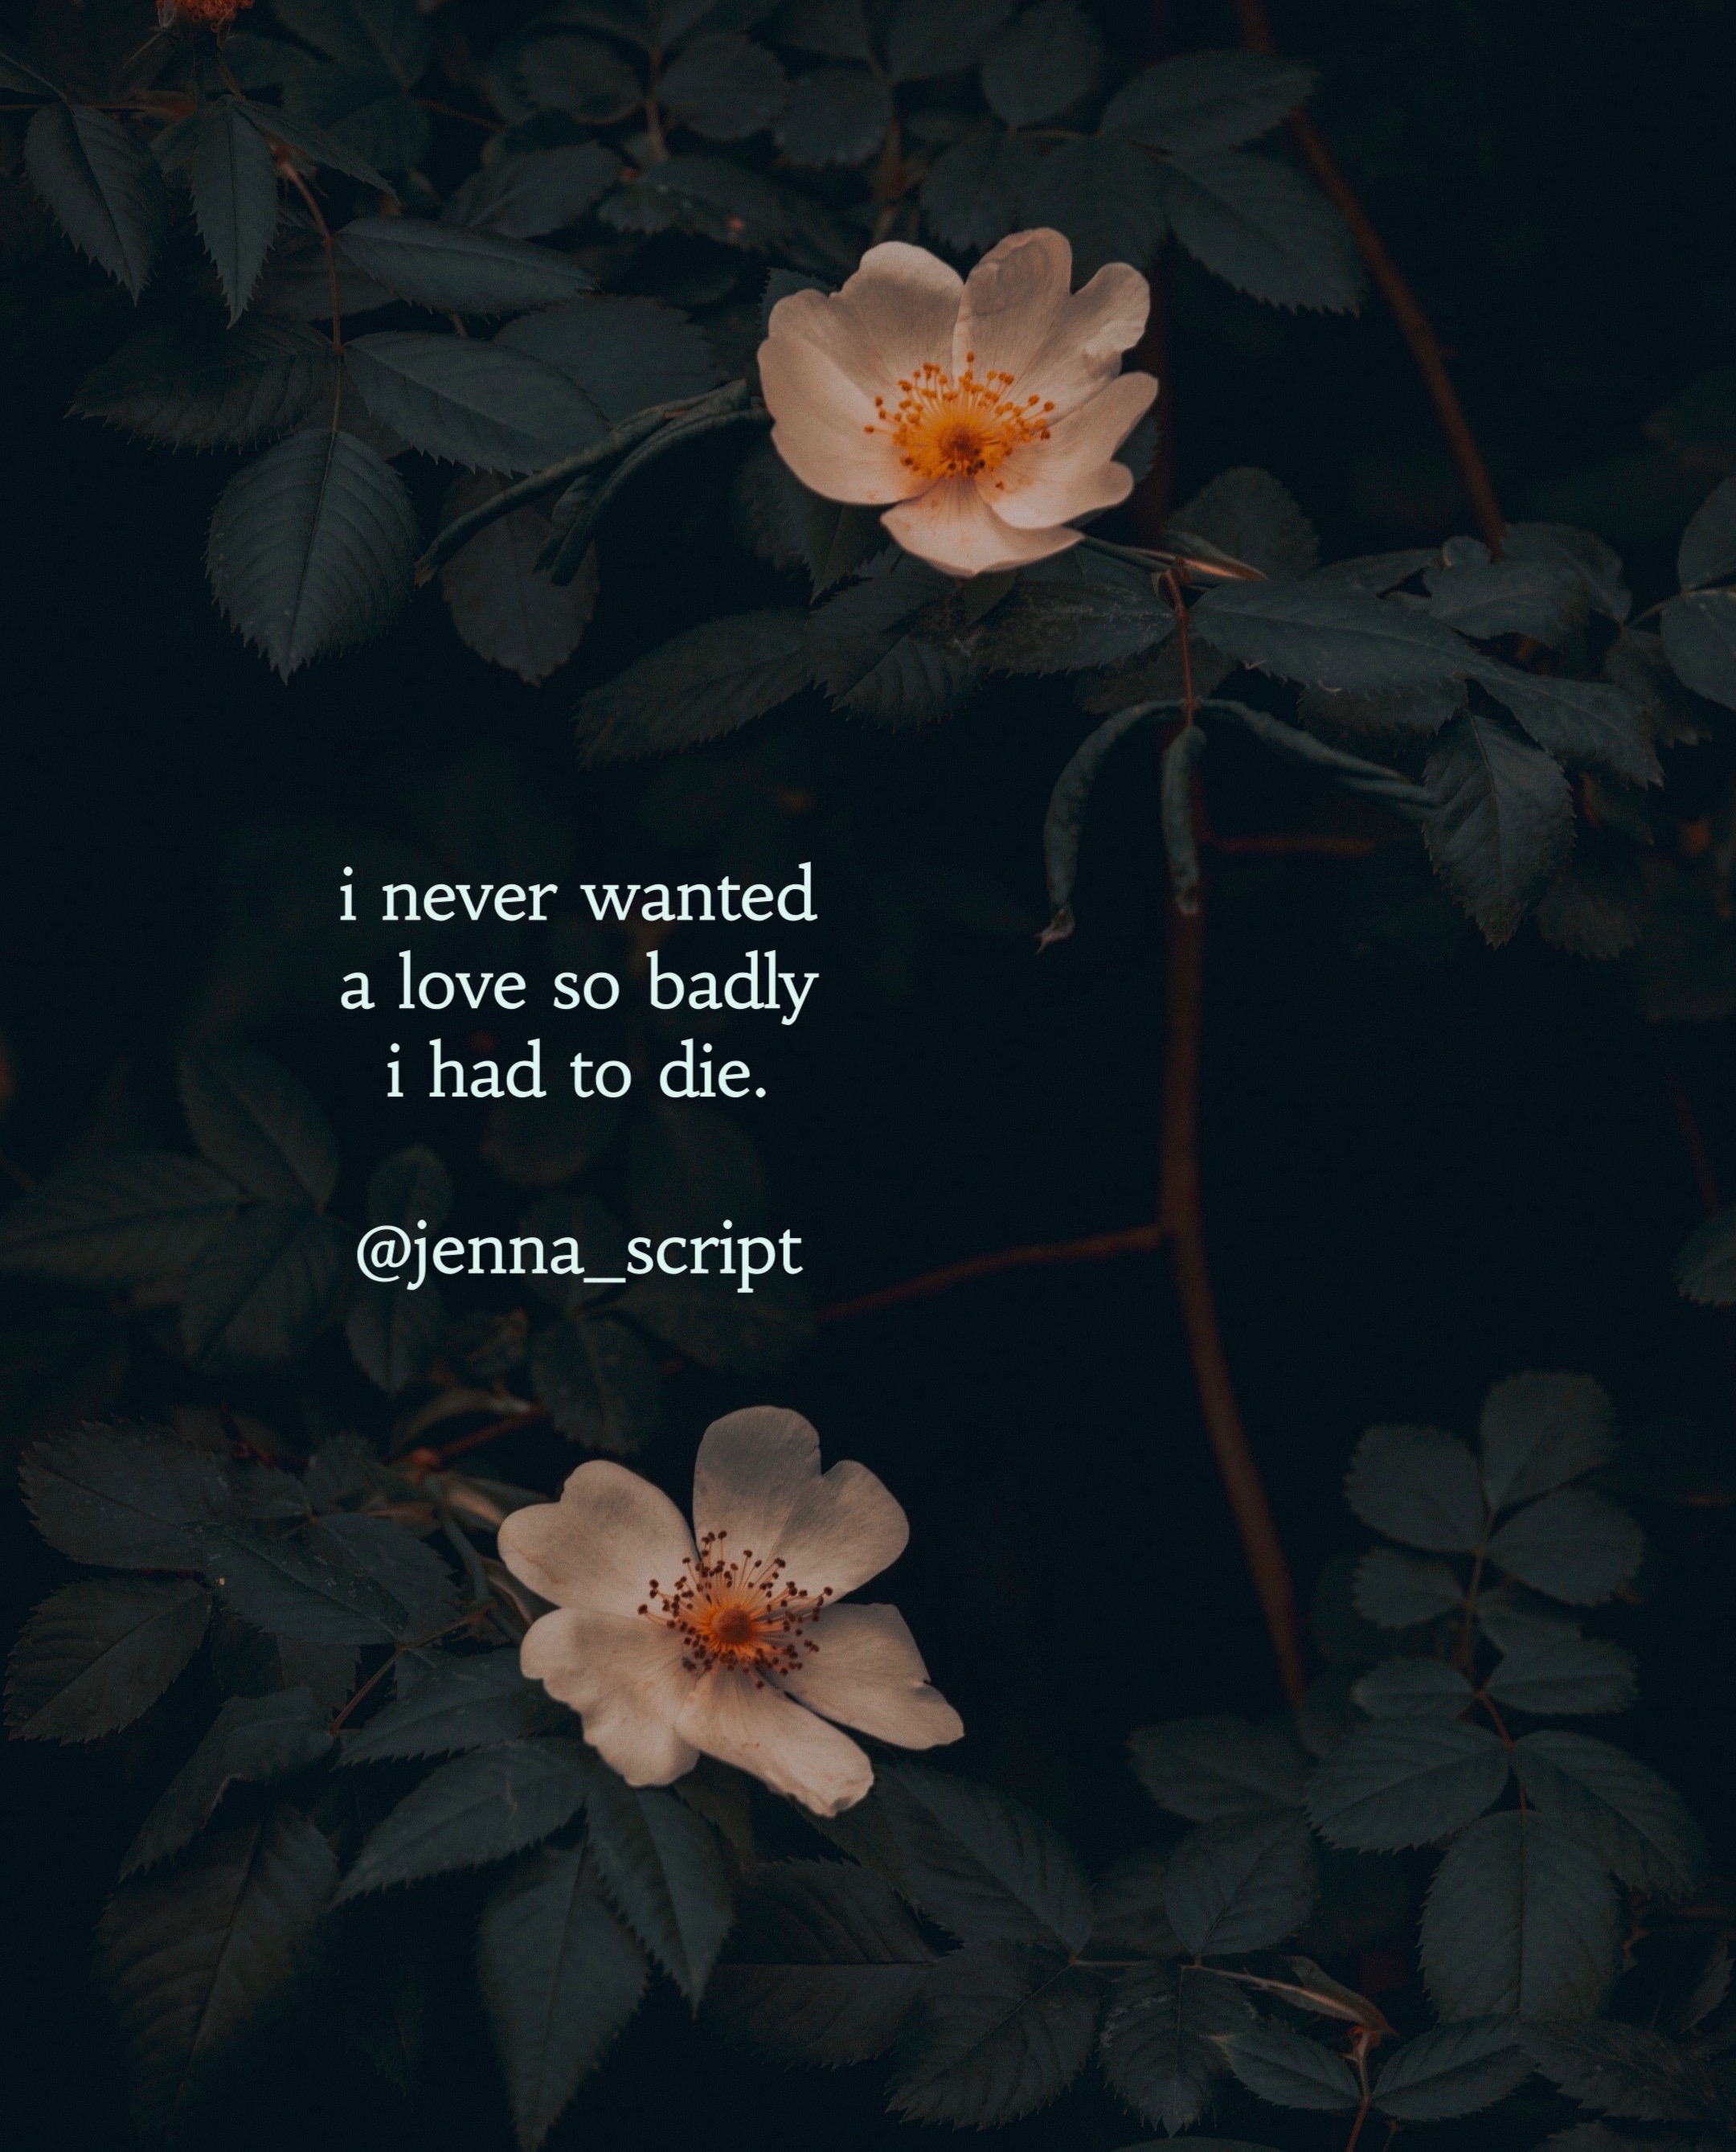 i never wanted
a love so badly
i had to die.
@jenna_script